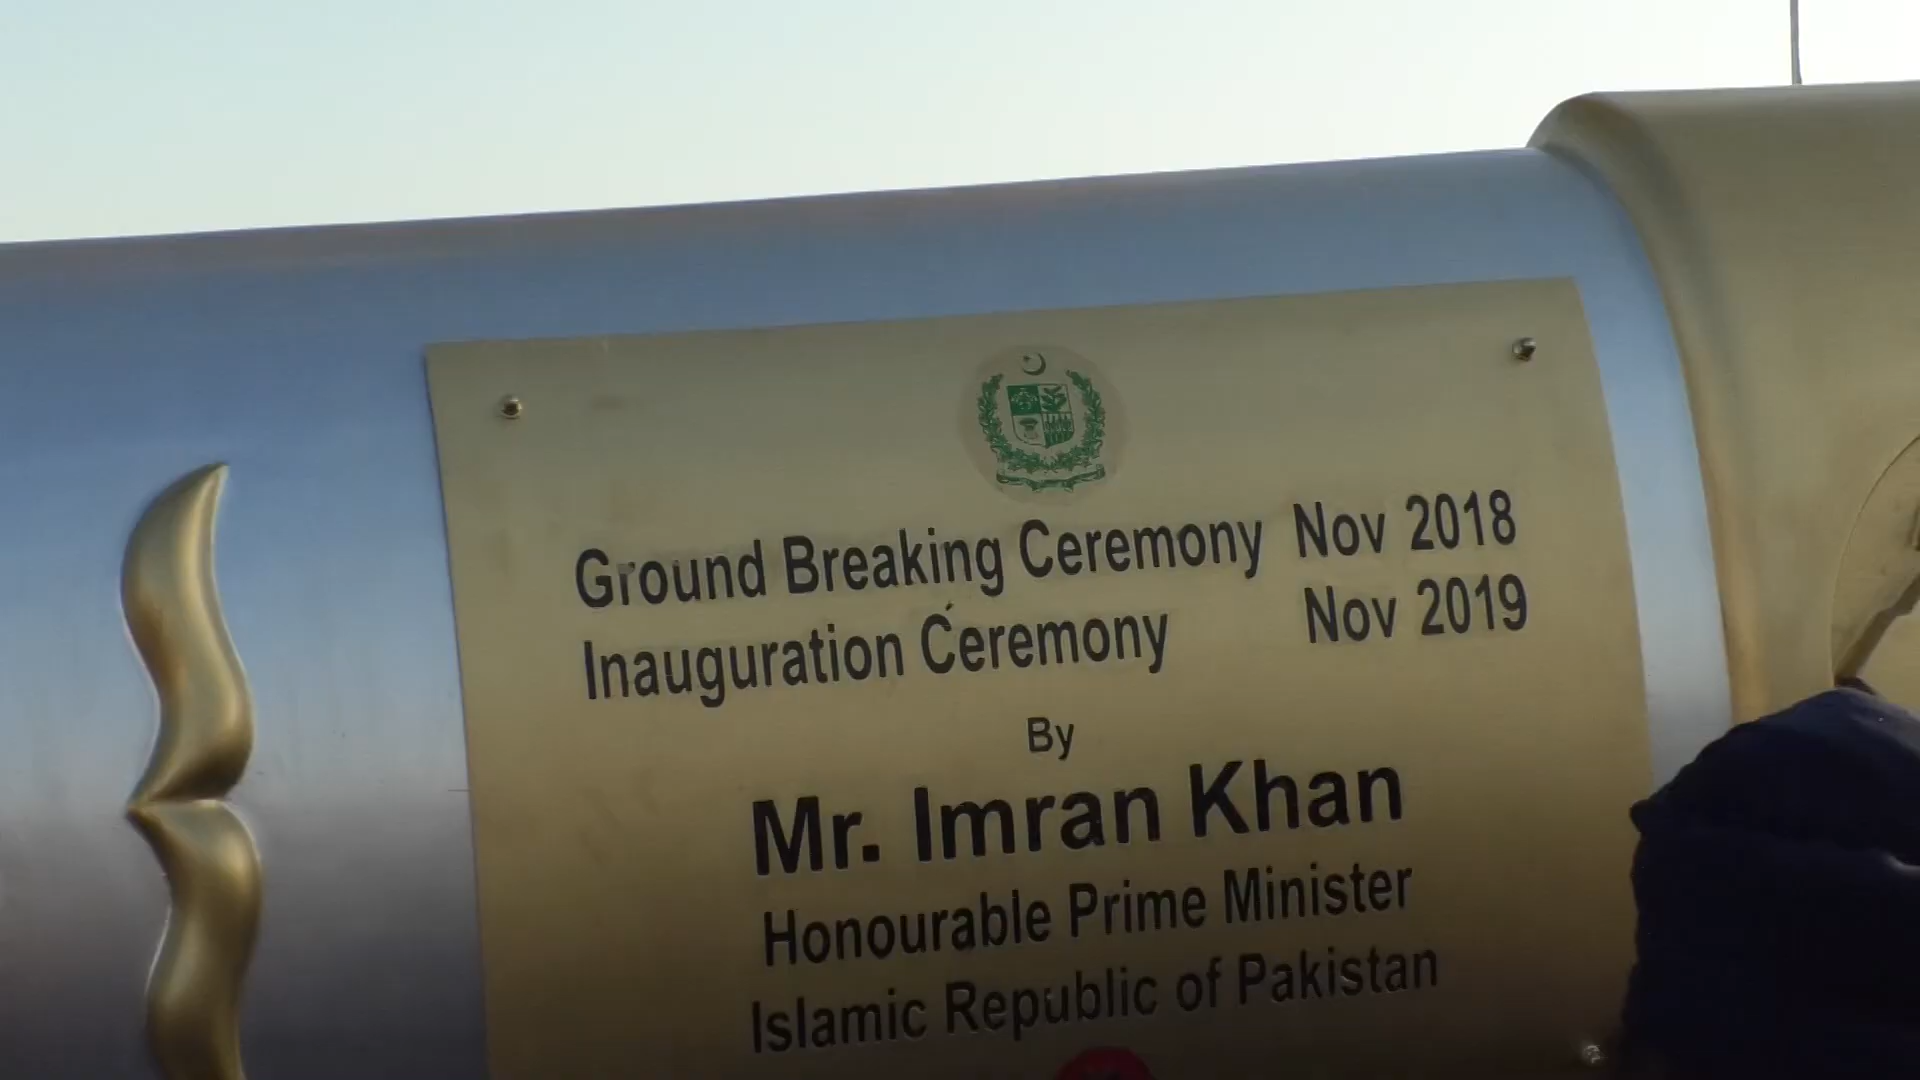 Ground Breaking Ceremony Nov 2018
Inauguration Ceremony Nov 2019
By
Mr. Imran Khan
Honourable Prime Minister
Islamic Republic of Pakistan